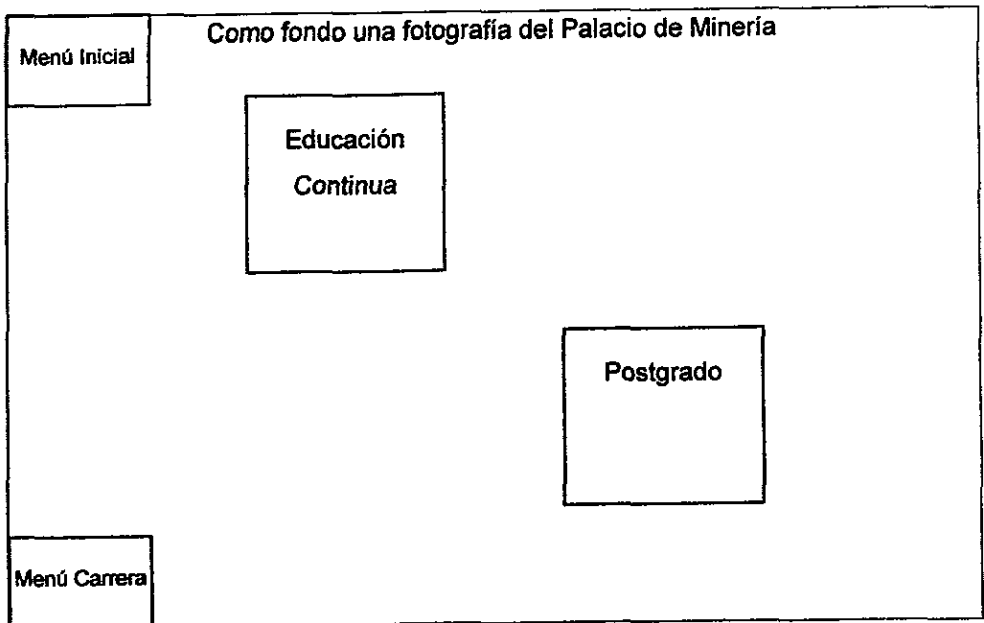 Como fondo una fotografía del Palacio de Minería
Menú Inicial
Educación
Continua
Postgrado
Menú Carrera